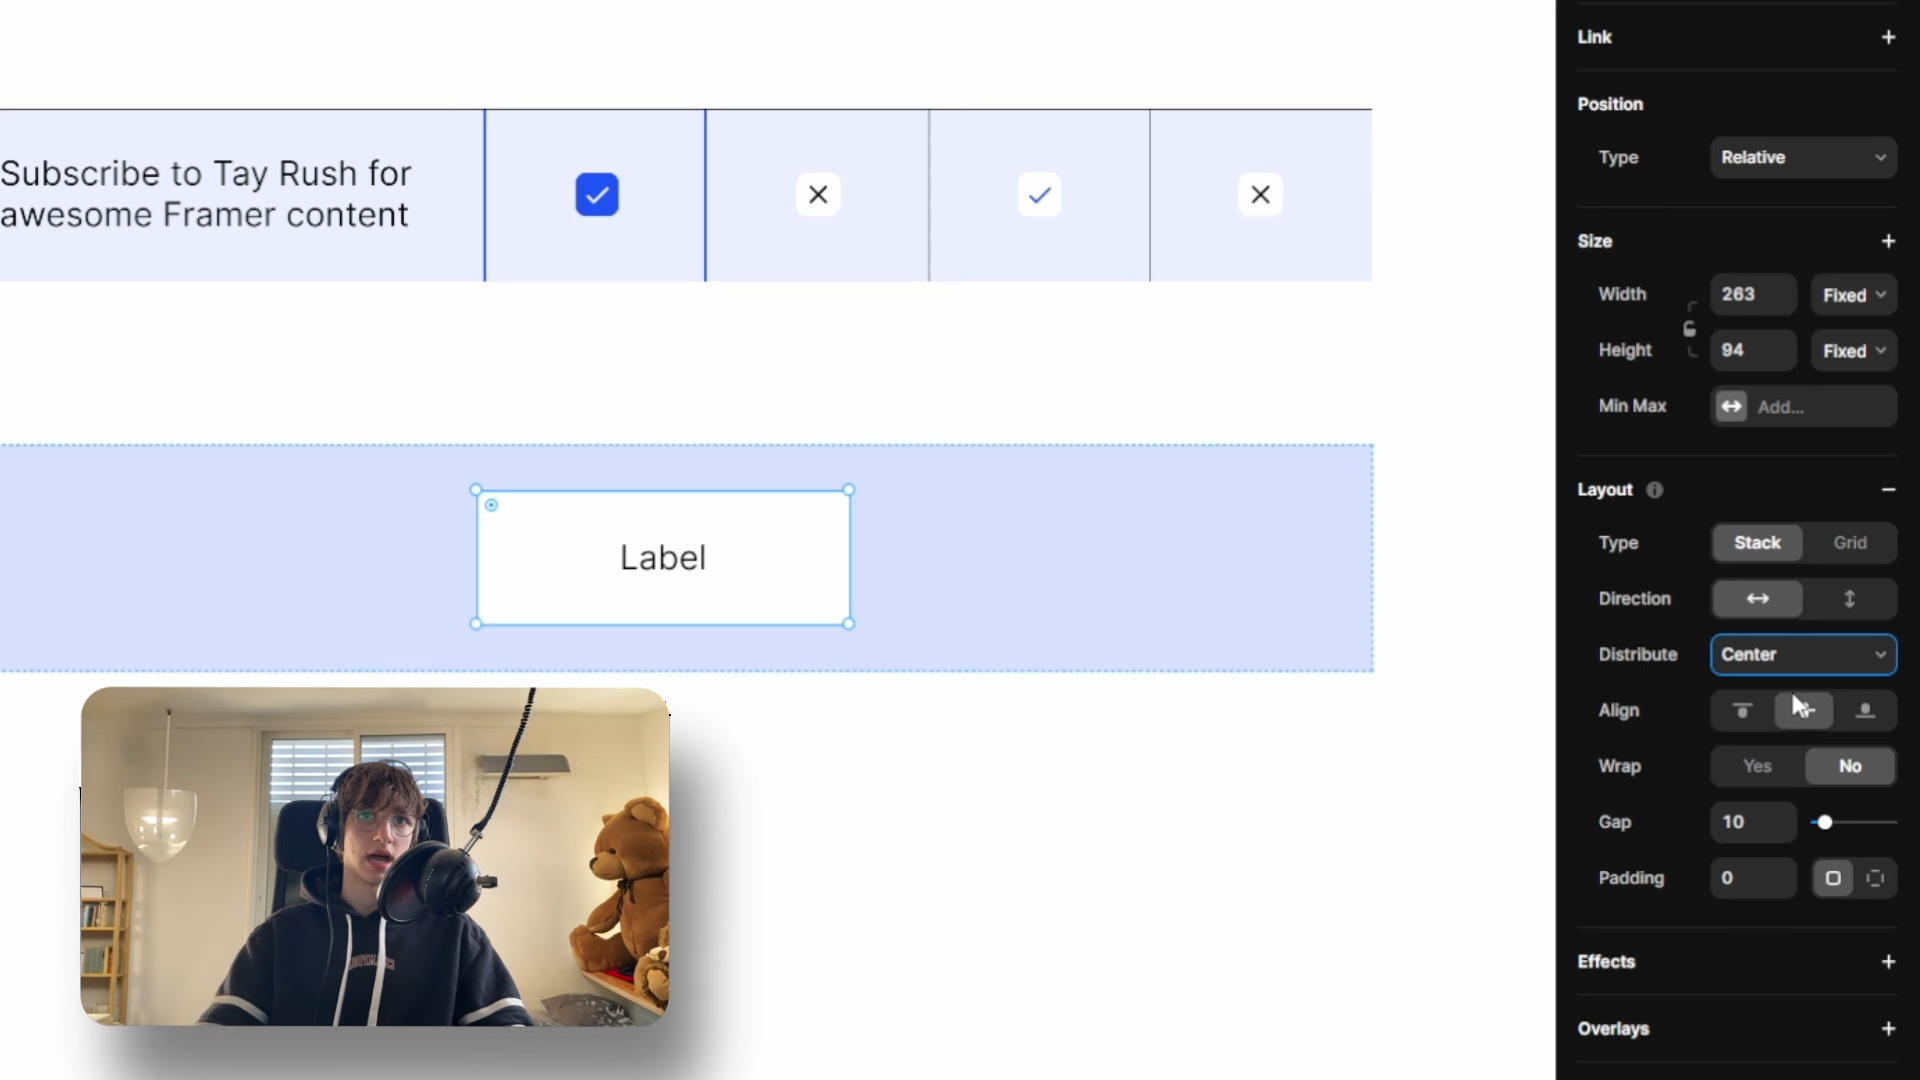 Link
Position
Type
Relative
Subscribe to Tay Rush for
awesome Framer content
Size
Width
263
Fixed
Height
94
Fixed
Min Max
Add...
Layout
Type
Stack
Grid
Label
Direction
Distribute
Center
Align
Wrap
Yes
No
Gap
10
Padding
0
Effects
Overlays